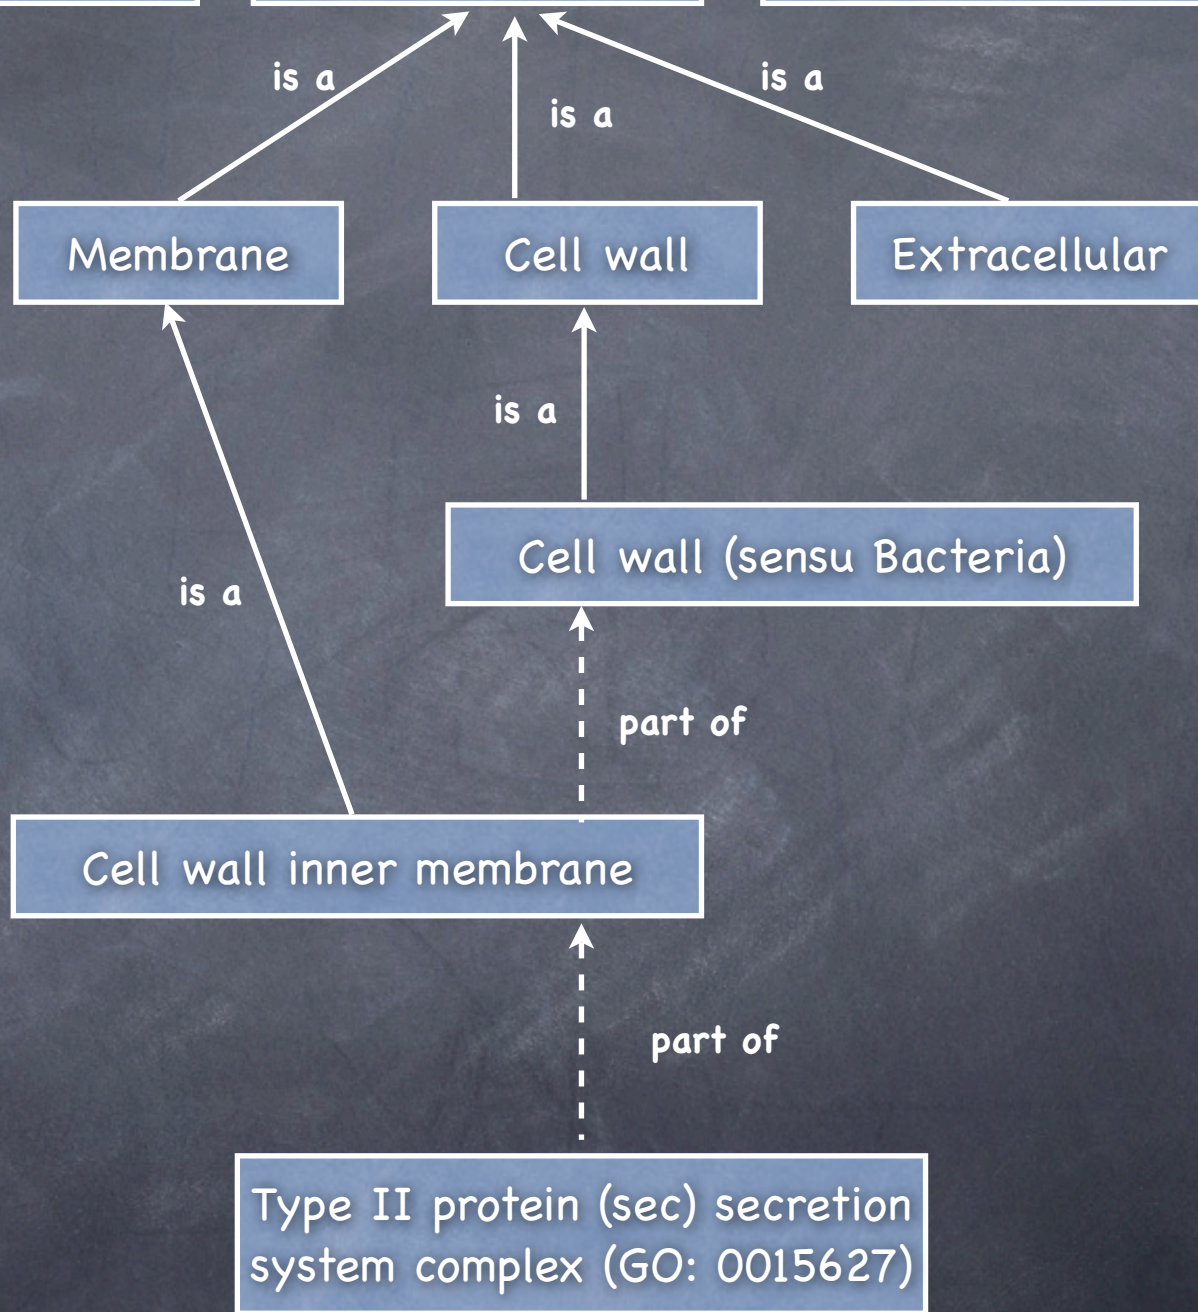 is a
is a
is a
Membrane
Cell wall
Extracellular
is a
Cell wall (sensu Bacteria)
is a
part of
Cell wall inner membrane
part of
Type II protein (sec) secretion
system complex (GO: 0015627)